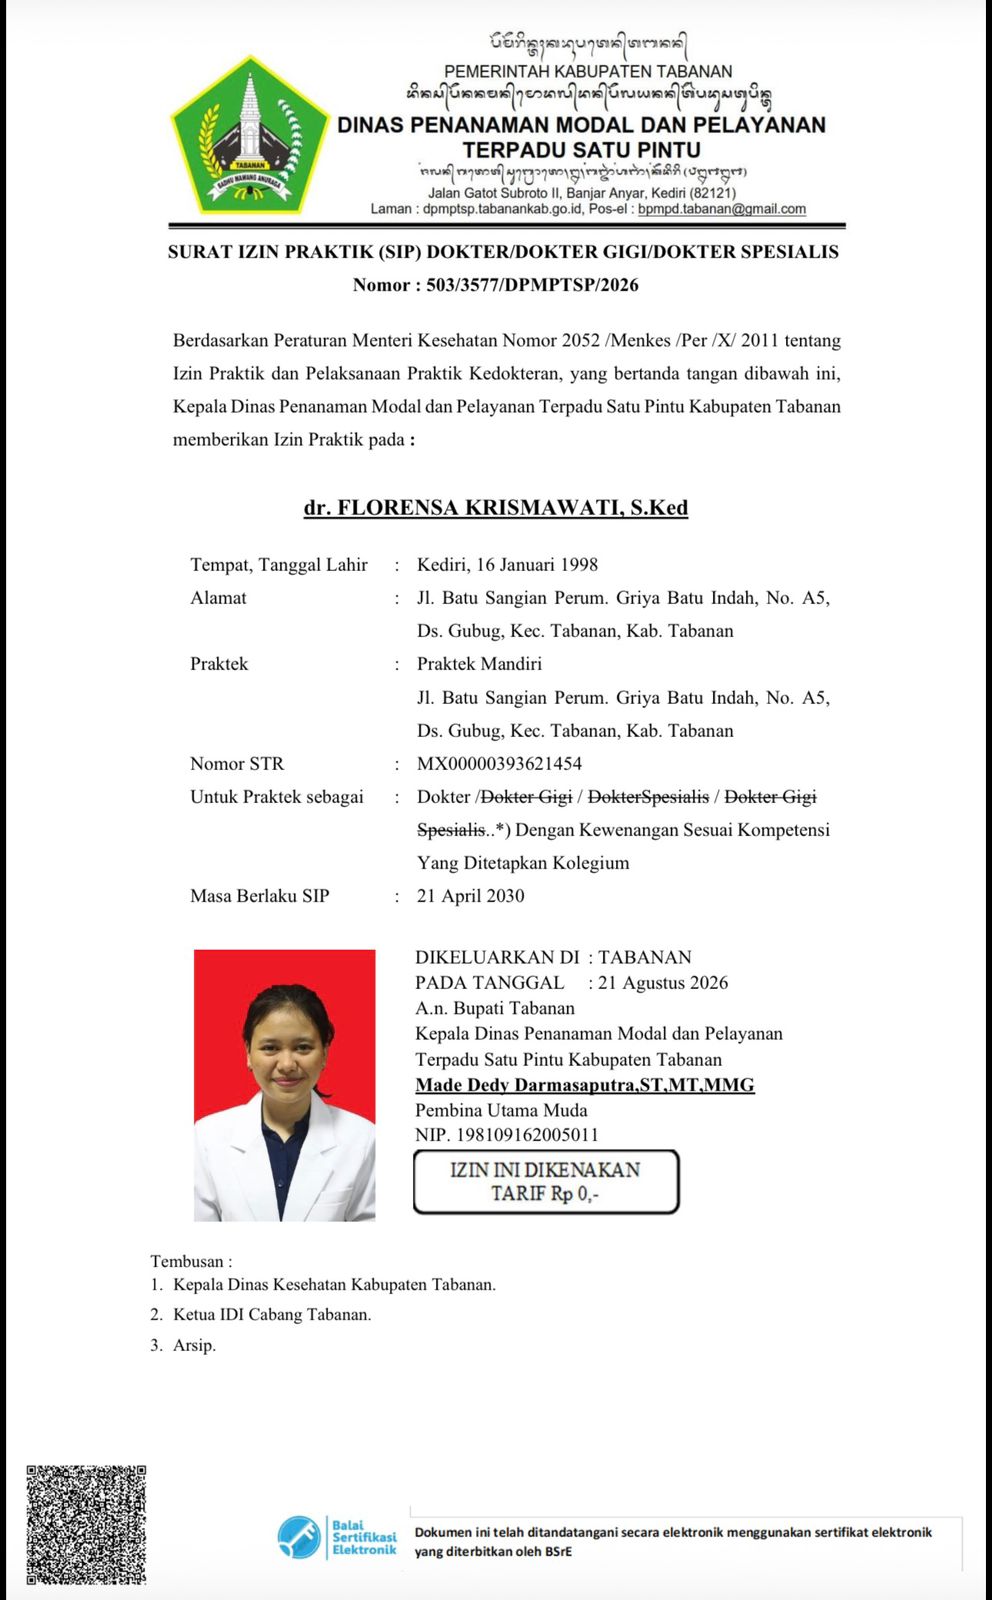 PEMERINTAH KABUPATEN TABANAN
DINAS PENANAMAN MODAL DAN PELAYANAN
TERPADU SATU PINTU
Jalan Gatot Subroto II, Banjar Anyar, Kediri (82121)
Laman : dpmptsp.tabanankab.go.id, Pos-el : bpmpd.tabanan@gmail.com
TABANAN
SADHU MAWANG ANURAGA
SURAT IZIN PRAKTIK (SIP) DOKTER/DOKTER GIGI/DOKTER SPESIALIS
Nomor : 503/3577/DPMPTSP/2026
Berdasarkan Peraturan Menteri Kesehatan Nomor 2052 /Menkes /Per /X/ 2011 tentang
Izin Praktik dan Pelaksanaan Praktik Kedokteran, yang bertanda tangan dibawah ini,
Kepala Dinas Penanaman Modal dan Pelayanan Terpadu Satu Pintu Kabupaten Tabanan
memberikan Izin Praktik pada :
dr. FLORENSA KRISMAWATI, S.Ked
Tempat, Tanggal Lahir : Kediri, 16 Januari 1998
Alamat : Jl. Batu Sangian Perum. Griya Batu Indah, No. A5,
Ds. Gubug, Kec. Tabanan, Kab. Tabanan
Praktek : Praktek Mandiri
Jl. Batu Sangian Perum. Griya Batu Indah, No. A5,
Ds. Gubug, Kec. Tabanan, Kab. Tabanan
Nomor STR : MX00000393621454
Untuk Praktek sebagai : Dokter /Dokter Gigi / DokterSpesialis / Dokter Gigi
Spesialis..*) Dengan Kewenangan Sesuai Kompetensi
Yang Ditetapkan Kolegium
Masa Berlaku SIP : 21 April 2030
DIKELUARKAN DI : TABANAN
PADA TANGGAL : 21 Agustus 2026
A.n. Bupati Tabanan
Kepala Dinas Penanaman Modal dan Pelayanan
Terpadu Satu Pintu Kabupaten Tabanan
Made Dedy Darmasaputra,ST,MT,MMG
Pembina Utama Muda
NIP. 198109162005011
IZIN INI DIKENAKAN
TARIF Rp 0,-
Tembusan :
1. Kepala Dinas Kesehatan Kabupaten Tabanan.
2. Ketua IDI Cabang Tabanan.
3. Arsip.
Balai
Sertifikasi
Elektronik
Dokumen ini telah ditandatangani secara elektronik menggunakan sertifikat elektronik
yang diterbitkan oleh BSrE